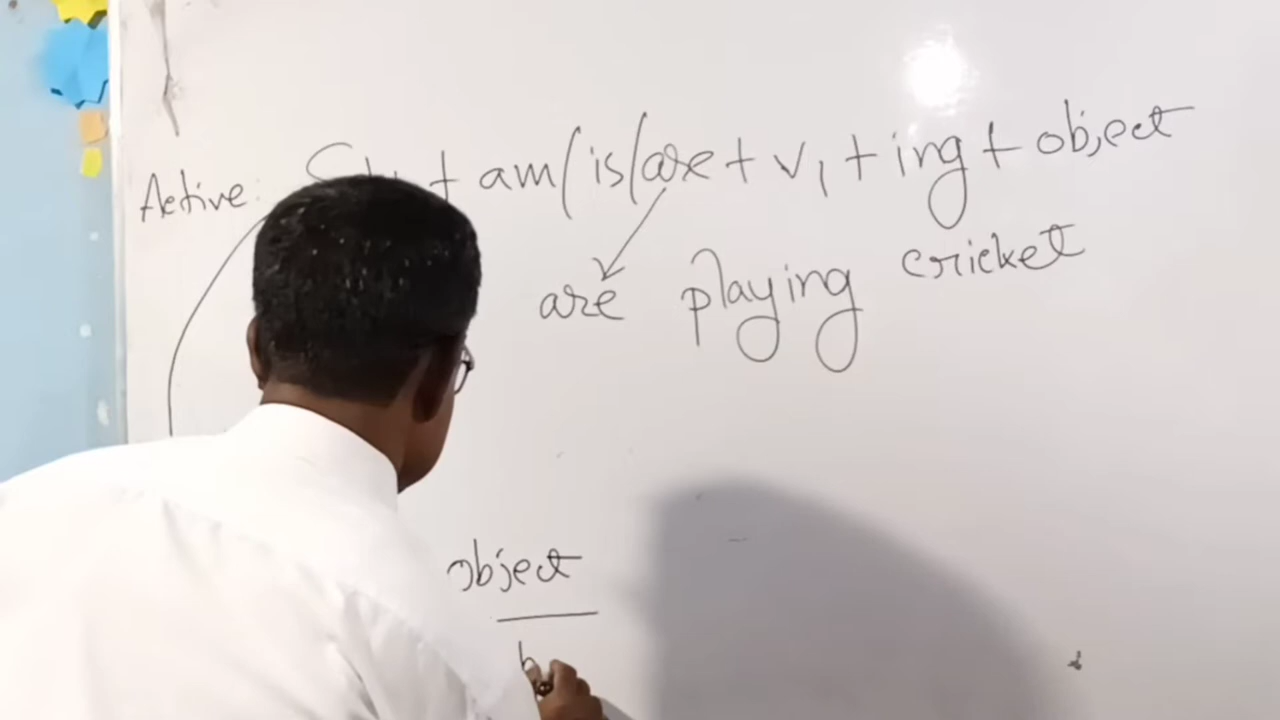 Active: + am/is/are + v1 + ing + object
are playing cricket
object